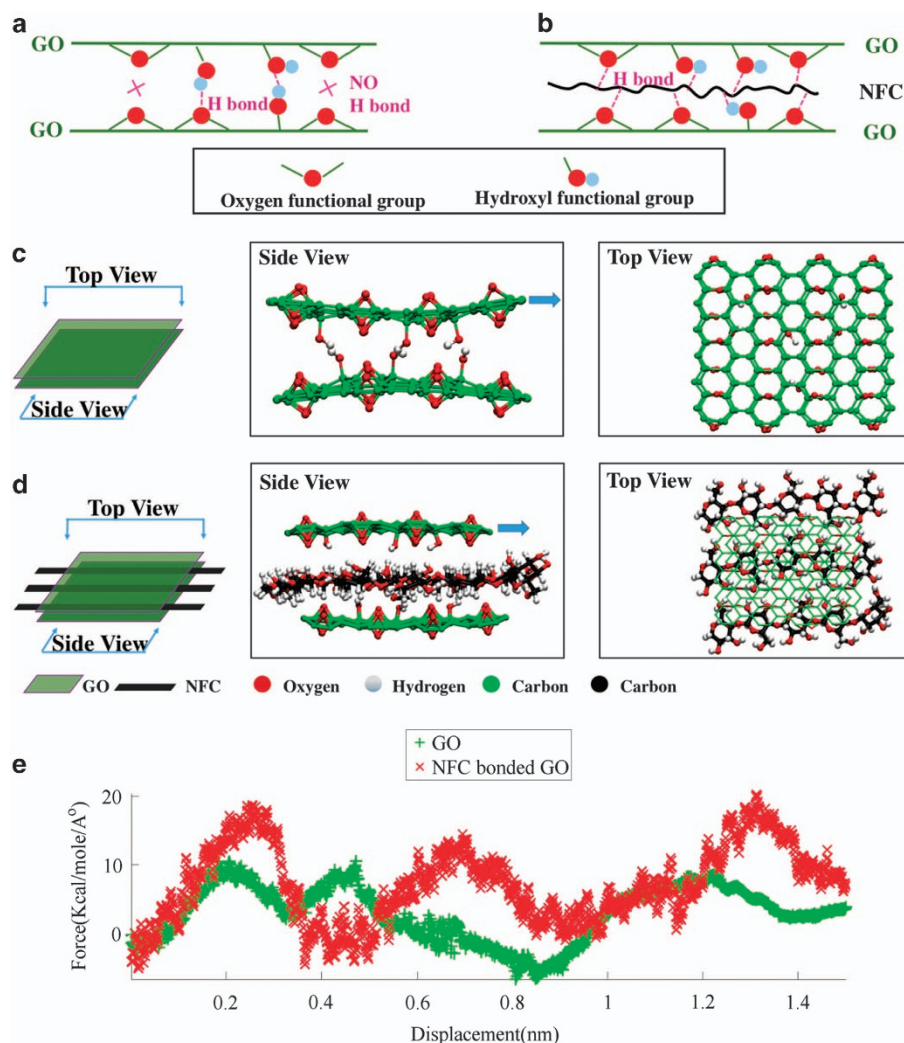 a
GO
H bond
NO
H bond
GO
b
GO
H bond
NFC
GO
Oxygen functional group
Hydroxyl functional group
c
Top View
Side View
Side View
Top View
d
Top View
Side View
Side View
Top View
GO
NFC
Oxygen
Hydrogen
Carbon
Carbon
e
+ GO
× NFC bonded GO
Force(Kcal/mole/A°)
20
10
0
0.2
0.4
0.6
0.8
1
1.2
1.4
Displacement(nm)